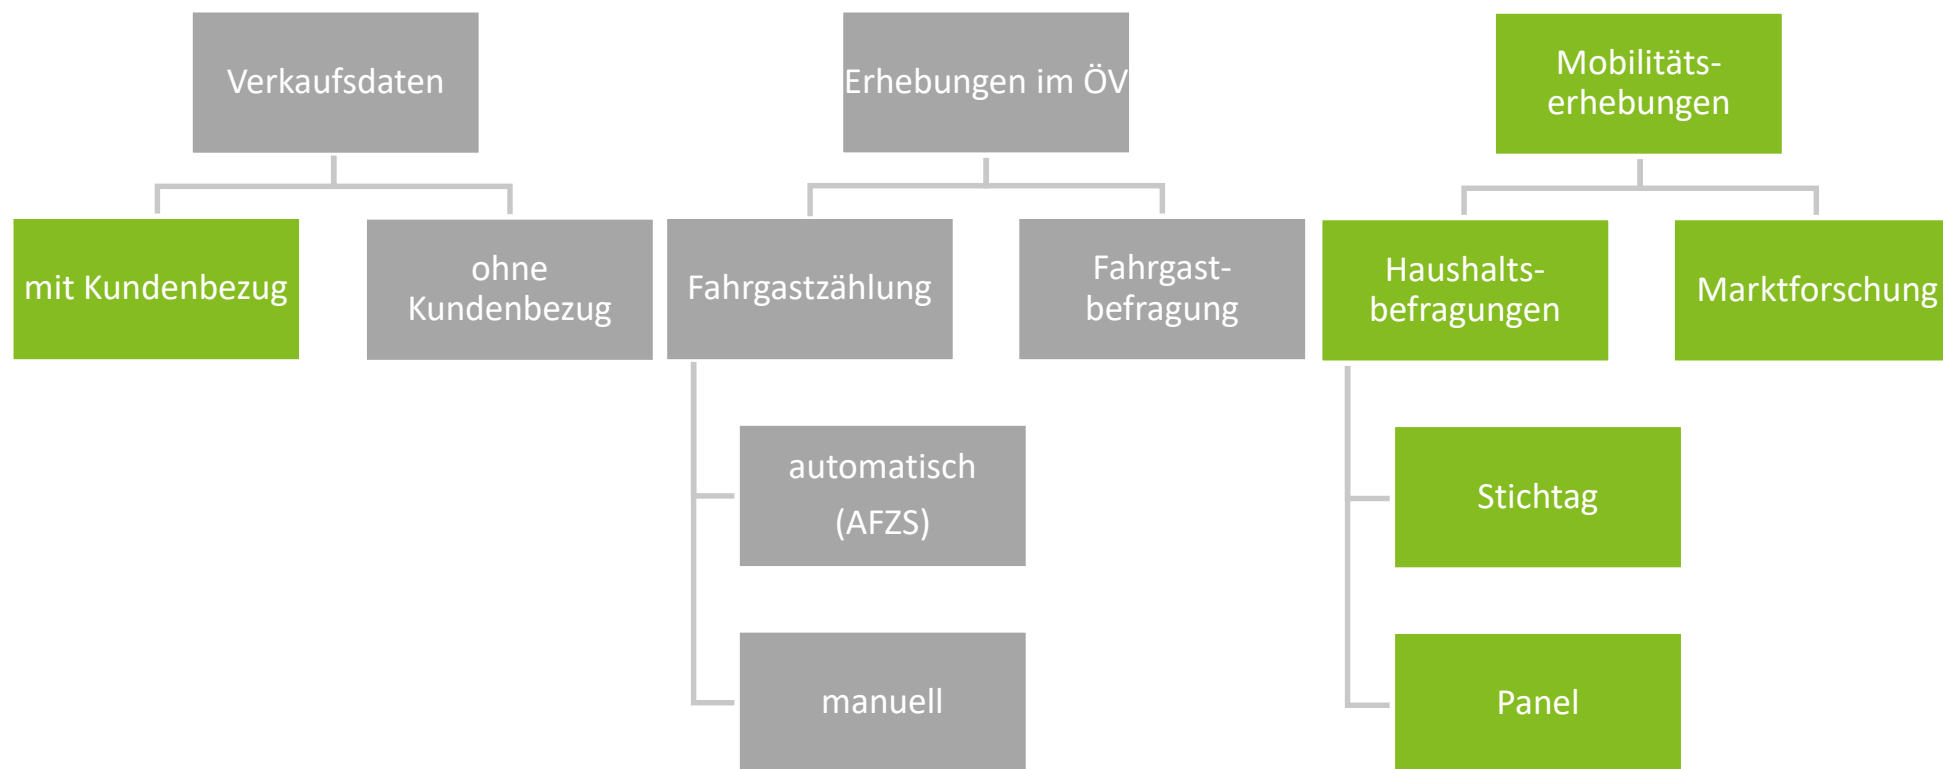 Verkaufsdaten
Erhebungen im ÖV
Mobilitäts-
erhebungen
mit Kundenbezug
ohne
Kundenbezug
Fahrgastzählung
Fahrgast-
befragung
Haushalts-
befragungen
Marktforschung
automatisch
(AFZS)
Stichtag
manuell
Panel